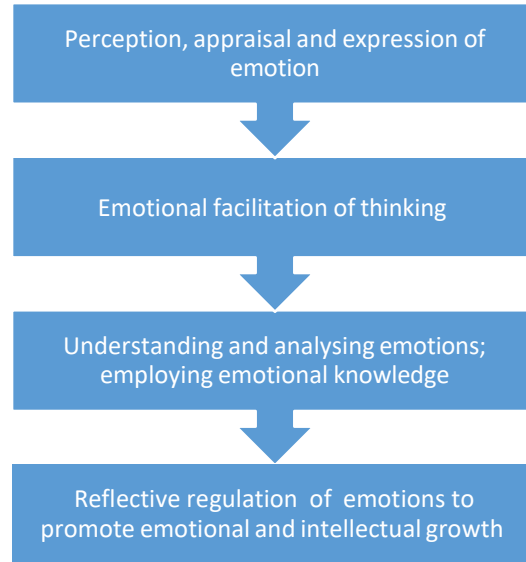 Perception, appraisal and expression of
emotion
Emotional facilitation of thinking
Understanding and analysing emotions;
employing emotional knowledge
Reflective regulation of emotions to
promote emotional and intellectual growth